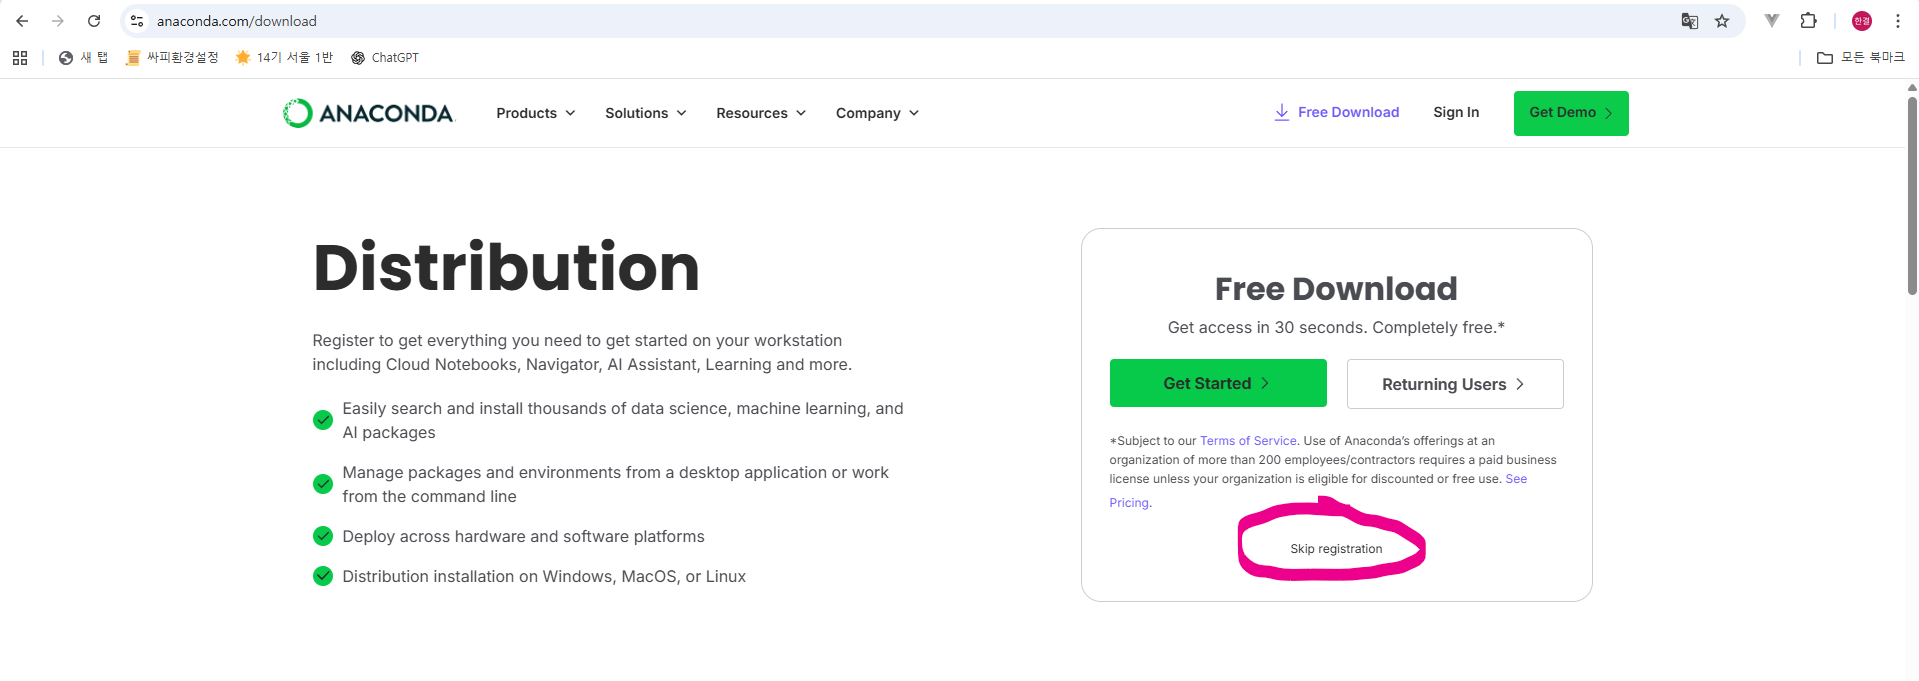 anaconda.com/download
한결
새 탭
싸피환경설정
14기 서울 1반
ChatGPT
모든 북마크
ANACONDA
Products
Solutions
Resources
Company
Free Download
Sign In
Get Demo
Distribution
Register to get everything you need to get started on your workstation
including Cloud Notebooks, Navigator, AI Assistant, Learning and more.
Easily search and install thousands of data science, machine learning, and
AI packages
Manage packages and environments from a desktop application or work
from the command line
Deploy across hardware and software platforms
Distribution installation on Windows, MacOS, or Linux
Free Download
Get access in 30 seconds. Completely free.*
Get Started
Returning Users
*Subject to our Terms of Service. Use of Anaconda’s offerings at an
organization of more than 200 employees/contractors requires a paid business
license unless your organization is eligible for discounted or free use. See
Pricing.
Skip registration